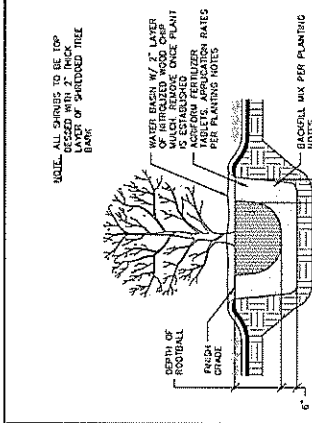 NOTE: ALL SHRUBS TO BE TOP
DESSED WITH 2" THICK
LAYER OF SHREDDED TREE
BARK
WATER BASIN W/ 2" LAYER
OF NITROLIZED WOOD CHIP
MULCH. REMOVE ONCE PLANT
IS ESTABLISHED
AGRIFORM FERTILIZER
TABLETS. APPLICATION RATES
PER PLANTING NOTES
BACKFILL MIX PER PLANTING
NOTES
DEPTH OF
ROOTBALL
FINISH
GRADE
6"